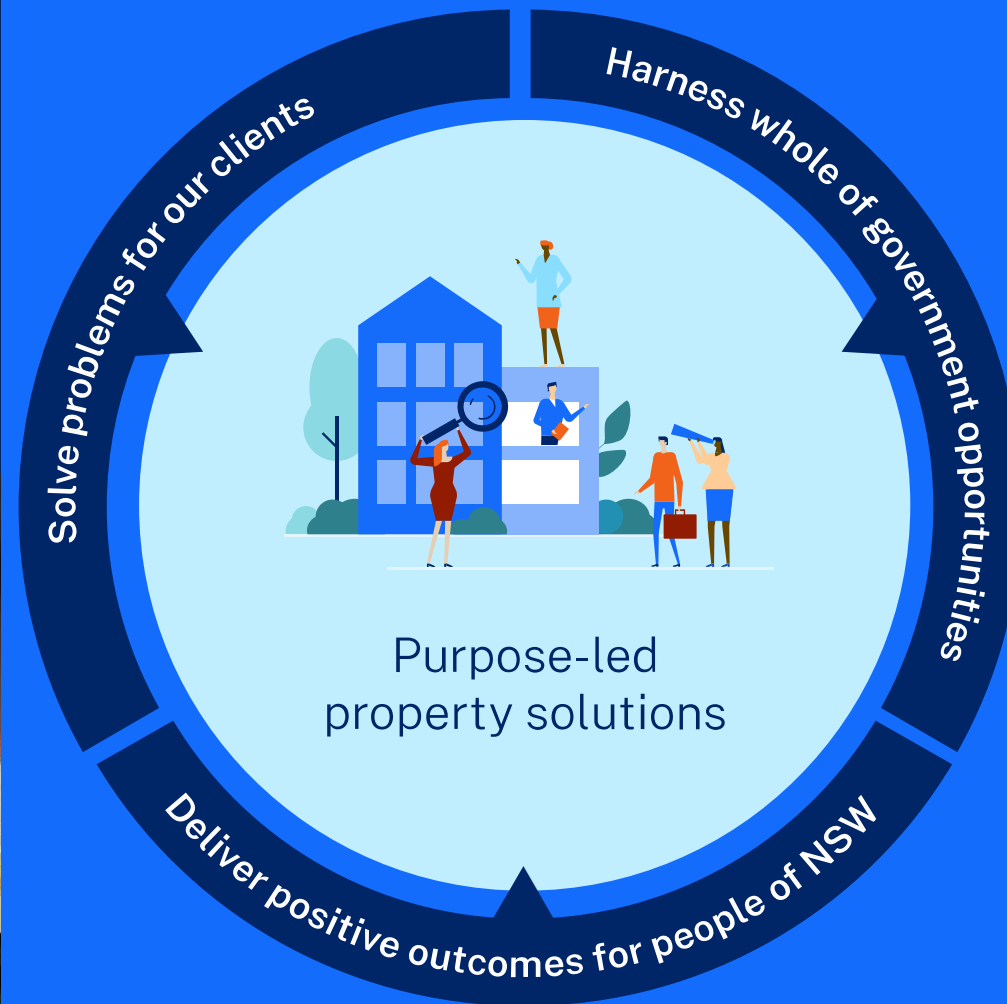 Solve problems for our clients
Harness whole of government opportunities
Purpose-led
property solutions
Deliver positive outcomes for people of NSW